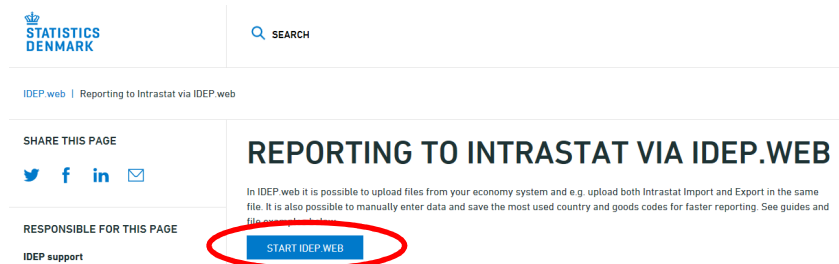 STATISTICS
DENMARK
SEARCH
IDEP.web | Reporting to Intrastat via IDEP.web
SHARE THIS PAGE
REPORTING TO INTRASTAT VIA IDEP.WEB
In IDEP.web it is possible to upload files from your economy system and e.g. upload both Intrastat Import and Export in the same
file. It is also possible to manually enter data and save the most used country and goods codes for faster reporting. See guides and
file examples below.
START IDEP.WEB
RESPONSIBLE FOR THIS PAGE
IDEP support